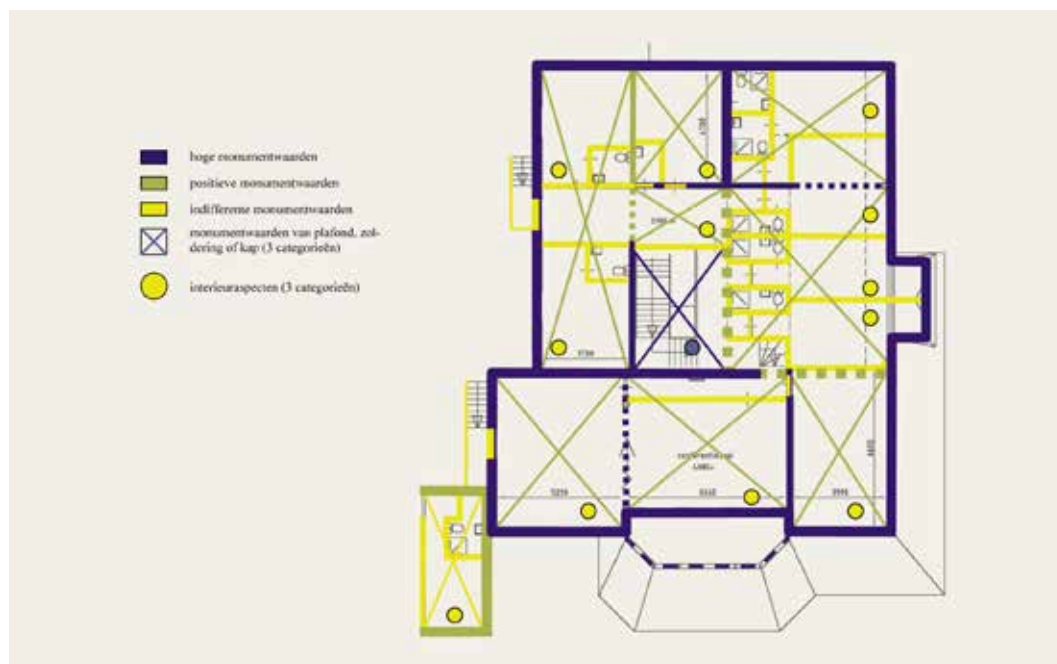 hoge monumentwaarden
positieve monumentwaarden
indifferente monumentwaarden
monumentwaarden van plafond, zol-
dering of kap (3 categorieën)
interieuraspecten (3 categorieën)